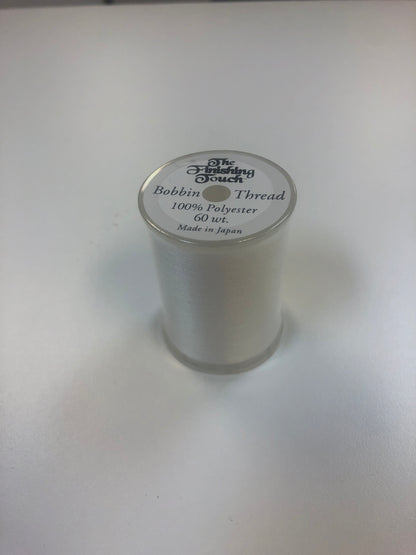 The
Finishing
Touch
Bobbin Thread
100% Polyester
60 wt.
Made in Japan